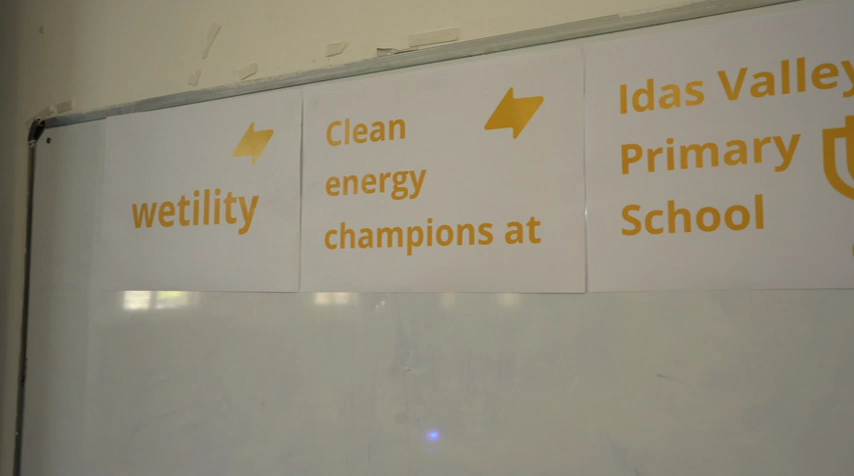 wetility
Clean
energy
champions at
Idas Valley
Primary
School